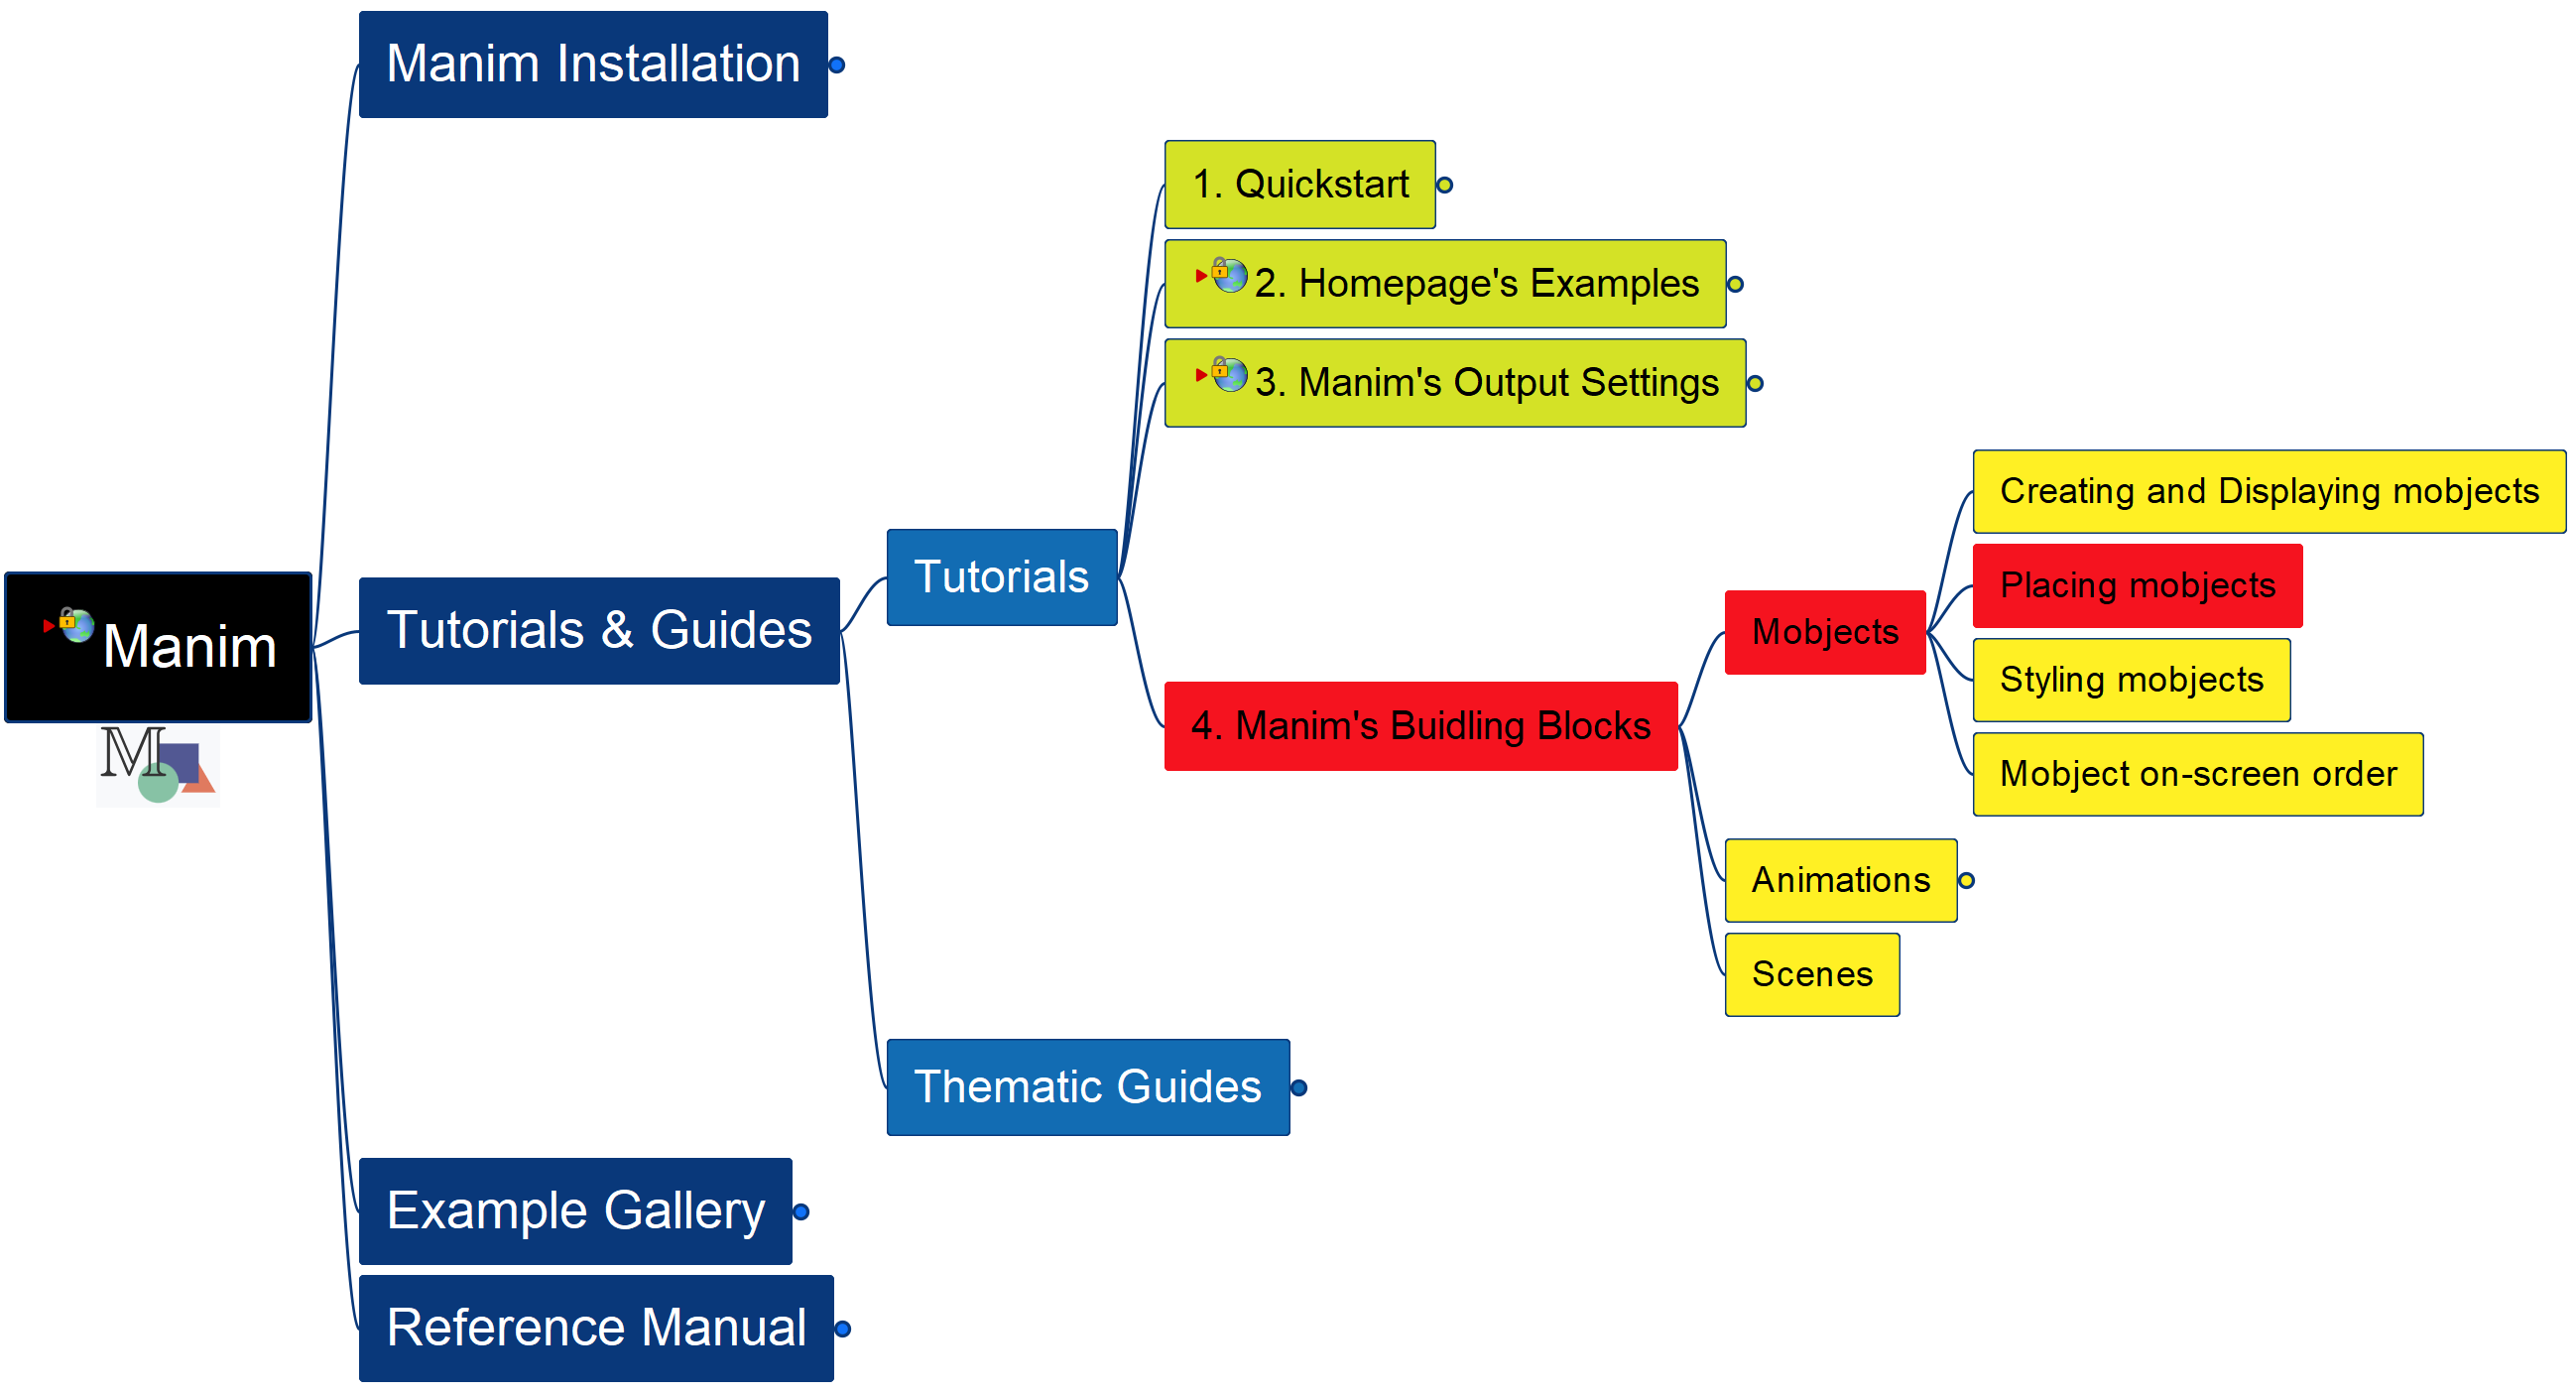 Manim Installation
1. Quickstart
2. Homepage's Examples
3. Manim's Output Settings
Creating and Displaying mobjects
Tutorials
Placing mobjects
Manim
Tutorials & Guides
Mobjects
Styling mobjects
4. Manim's Buidling Blocks
M
Mobject on-screen order
Animations
Scenes
Thematic Guides
Example Gallery
Reference Manual